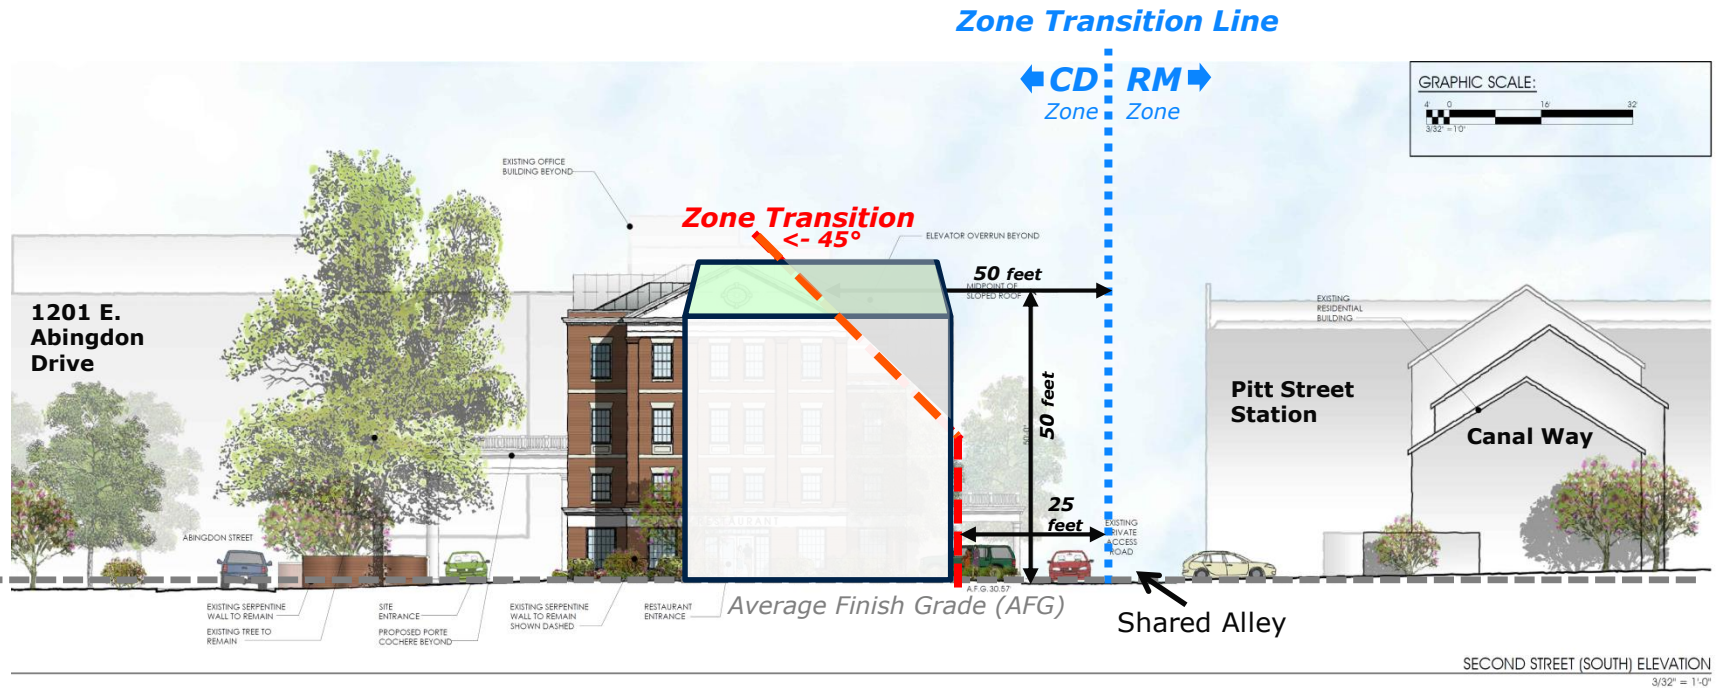 Zone Transition Line
CD
Zone
RM
Zone
GRAPHIC SCALE:
4' 0 16' 32'
3/32" = 1'0"
EXISTING OFFICE
BUILDING BEYOND
Zone Transition
<- 45°
ELEVATOR OVERRUN BEYOND
50 feet
MIDPOINT OF
SLOPED ROOF
1201 E.
Abingdon
Drive
EXISTING
RESIDENTIAL
BUILDING
50 feet
50'-0"
Pitt Street
Station
Canal Way
25
feet
EXISTING
PRIVATE
ACCESS
ROAD
RESTAURANT
ABINGDON STREET
A.F.G. 30.57'
Average Finish Grade (AFG)
Shared Alley
EXISTING SERPENTINE
WALL TO REMAIN
EXISTING TREE TO
REMAIN
SITE
ENTRANCE
PROPOSED PORTE
COCHERE BEYOND
EXISTING SERPENTINE
WALL TO REMAIN
SHOWN DASHED
RESTAURANT
ENTRANCE
SECOND STREET (SOUTH) ELEVATION
3/32" = 1'-0"